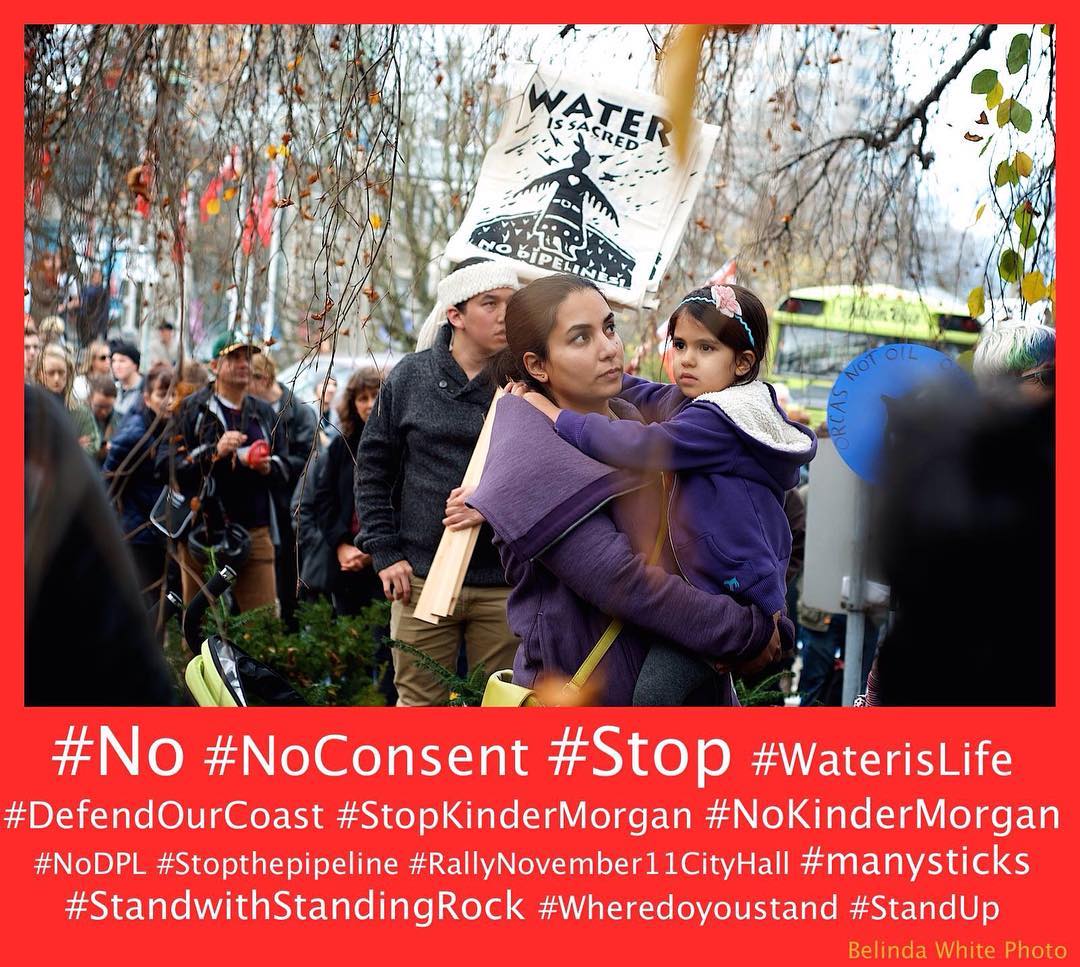 WATER
IS SACRED
NO PIPELINES
ORCAS NOT OIL
#No #NoConsent #Stop #WaterisLife
#DefendOurCoast #StopKinderMorgan #NoKinderMorgan
#NoDPL #Stopthepipeline #RallyNovember11CityHall #manysticks
#StandwithStandingRock #Wheredoyoustand #StandUp
Belinda White Photo